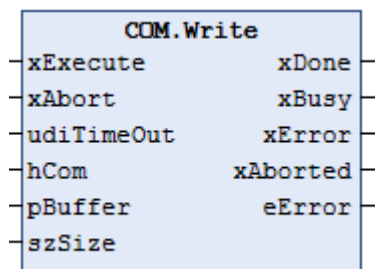 COM.Write
xExecute xDone
xAbort xBusy
udiTimeOut xError
hCom xAborted
pBuffer eError
szSize